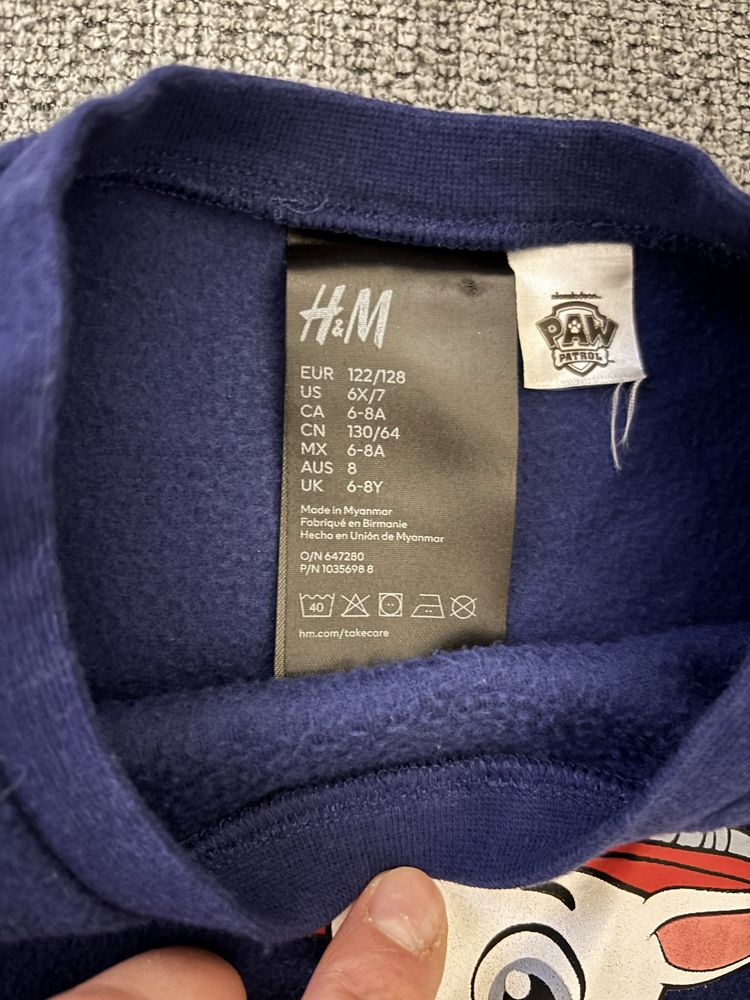 H&M
EUR 122/128
US 6X/7
CA 6-8A
CN 130/64
MX 6-8A
AUS 8
UK 6-8Y
Made in Myanmar
Fabriqué en Birmanie
Hecho en Unión de Myanmar
O/N 647280
P/N 1035698 8
40
hm.com/takecare
nickelodeon
PAW
PATROL